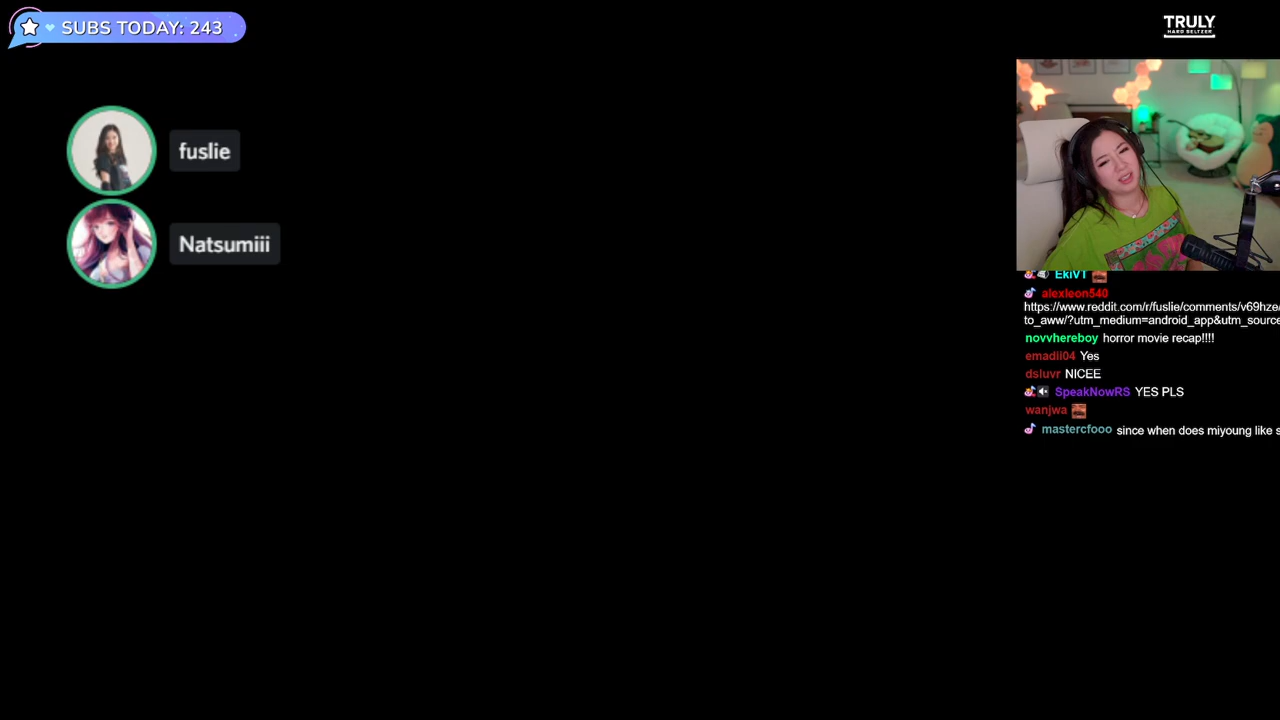 SUBS TODAY: 243
TRULY
HARD SELTZER
fuslie
Natsumiii
EkiVT
alexleon540
https://www.reddit.com/r/fuslie/comments/v69hze/
to_aww/?utm_medium=android_app&utm_source
novvhereboy horror movie recap!!!!
emadii04 Yes
dsluvr NICEE
SpeakNowRS YES PLS
wanjwa
mastercfooo since when does miyoung like s